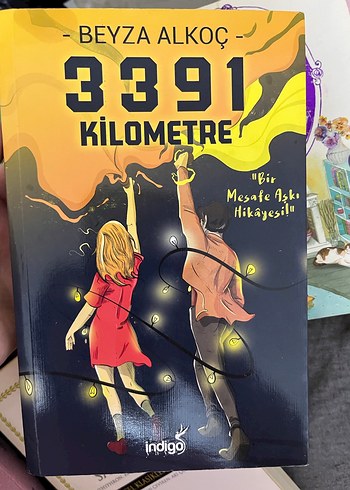 - BEYZA ALKOÇ -
3391
KİLOMETRE
"Bir
Mesafe Aşkı
Hikâyesi!"
indigo